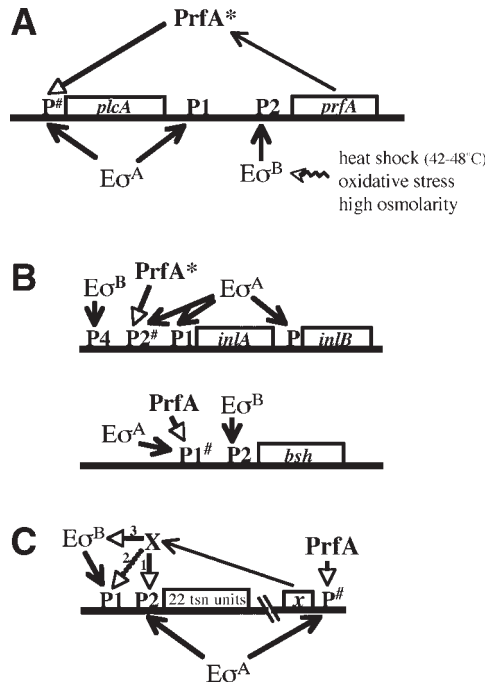 A
PrfA*
P# plcA P1 P2 prfA
EσA EσB
heat shock (42-48°C)
oxidative stress
high osmolarity
B
EσB PrfA* EσA
P4 P2# P1 inlA P inlB
PrfA EσB
EσA
P1# P2 bsh
C
EσB 3 X PrfA
2 1
P1 P2 22 tsn units x P#
EσA